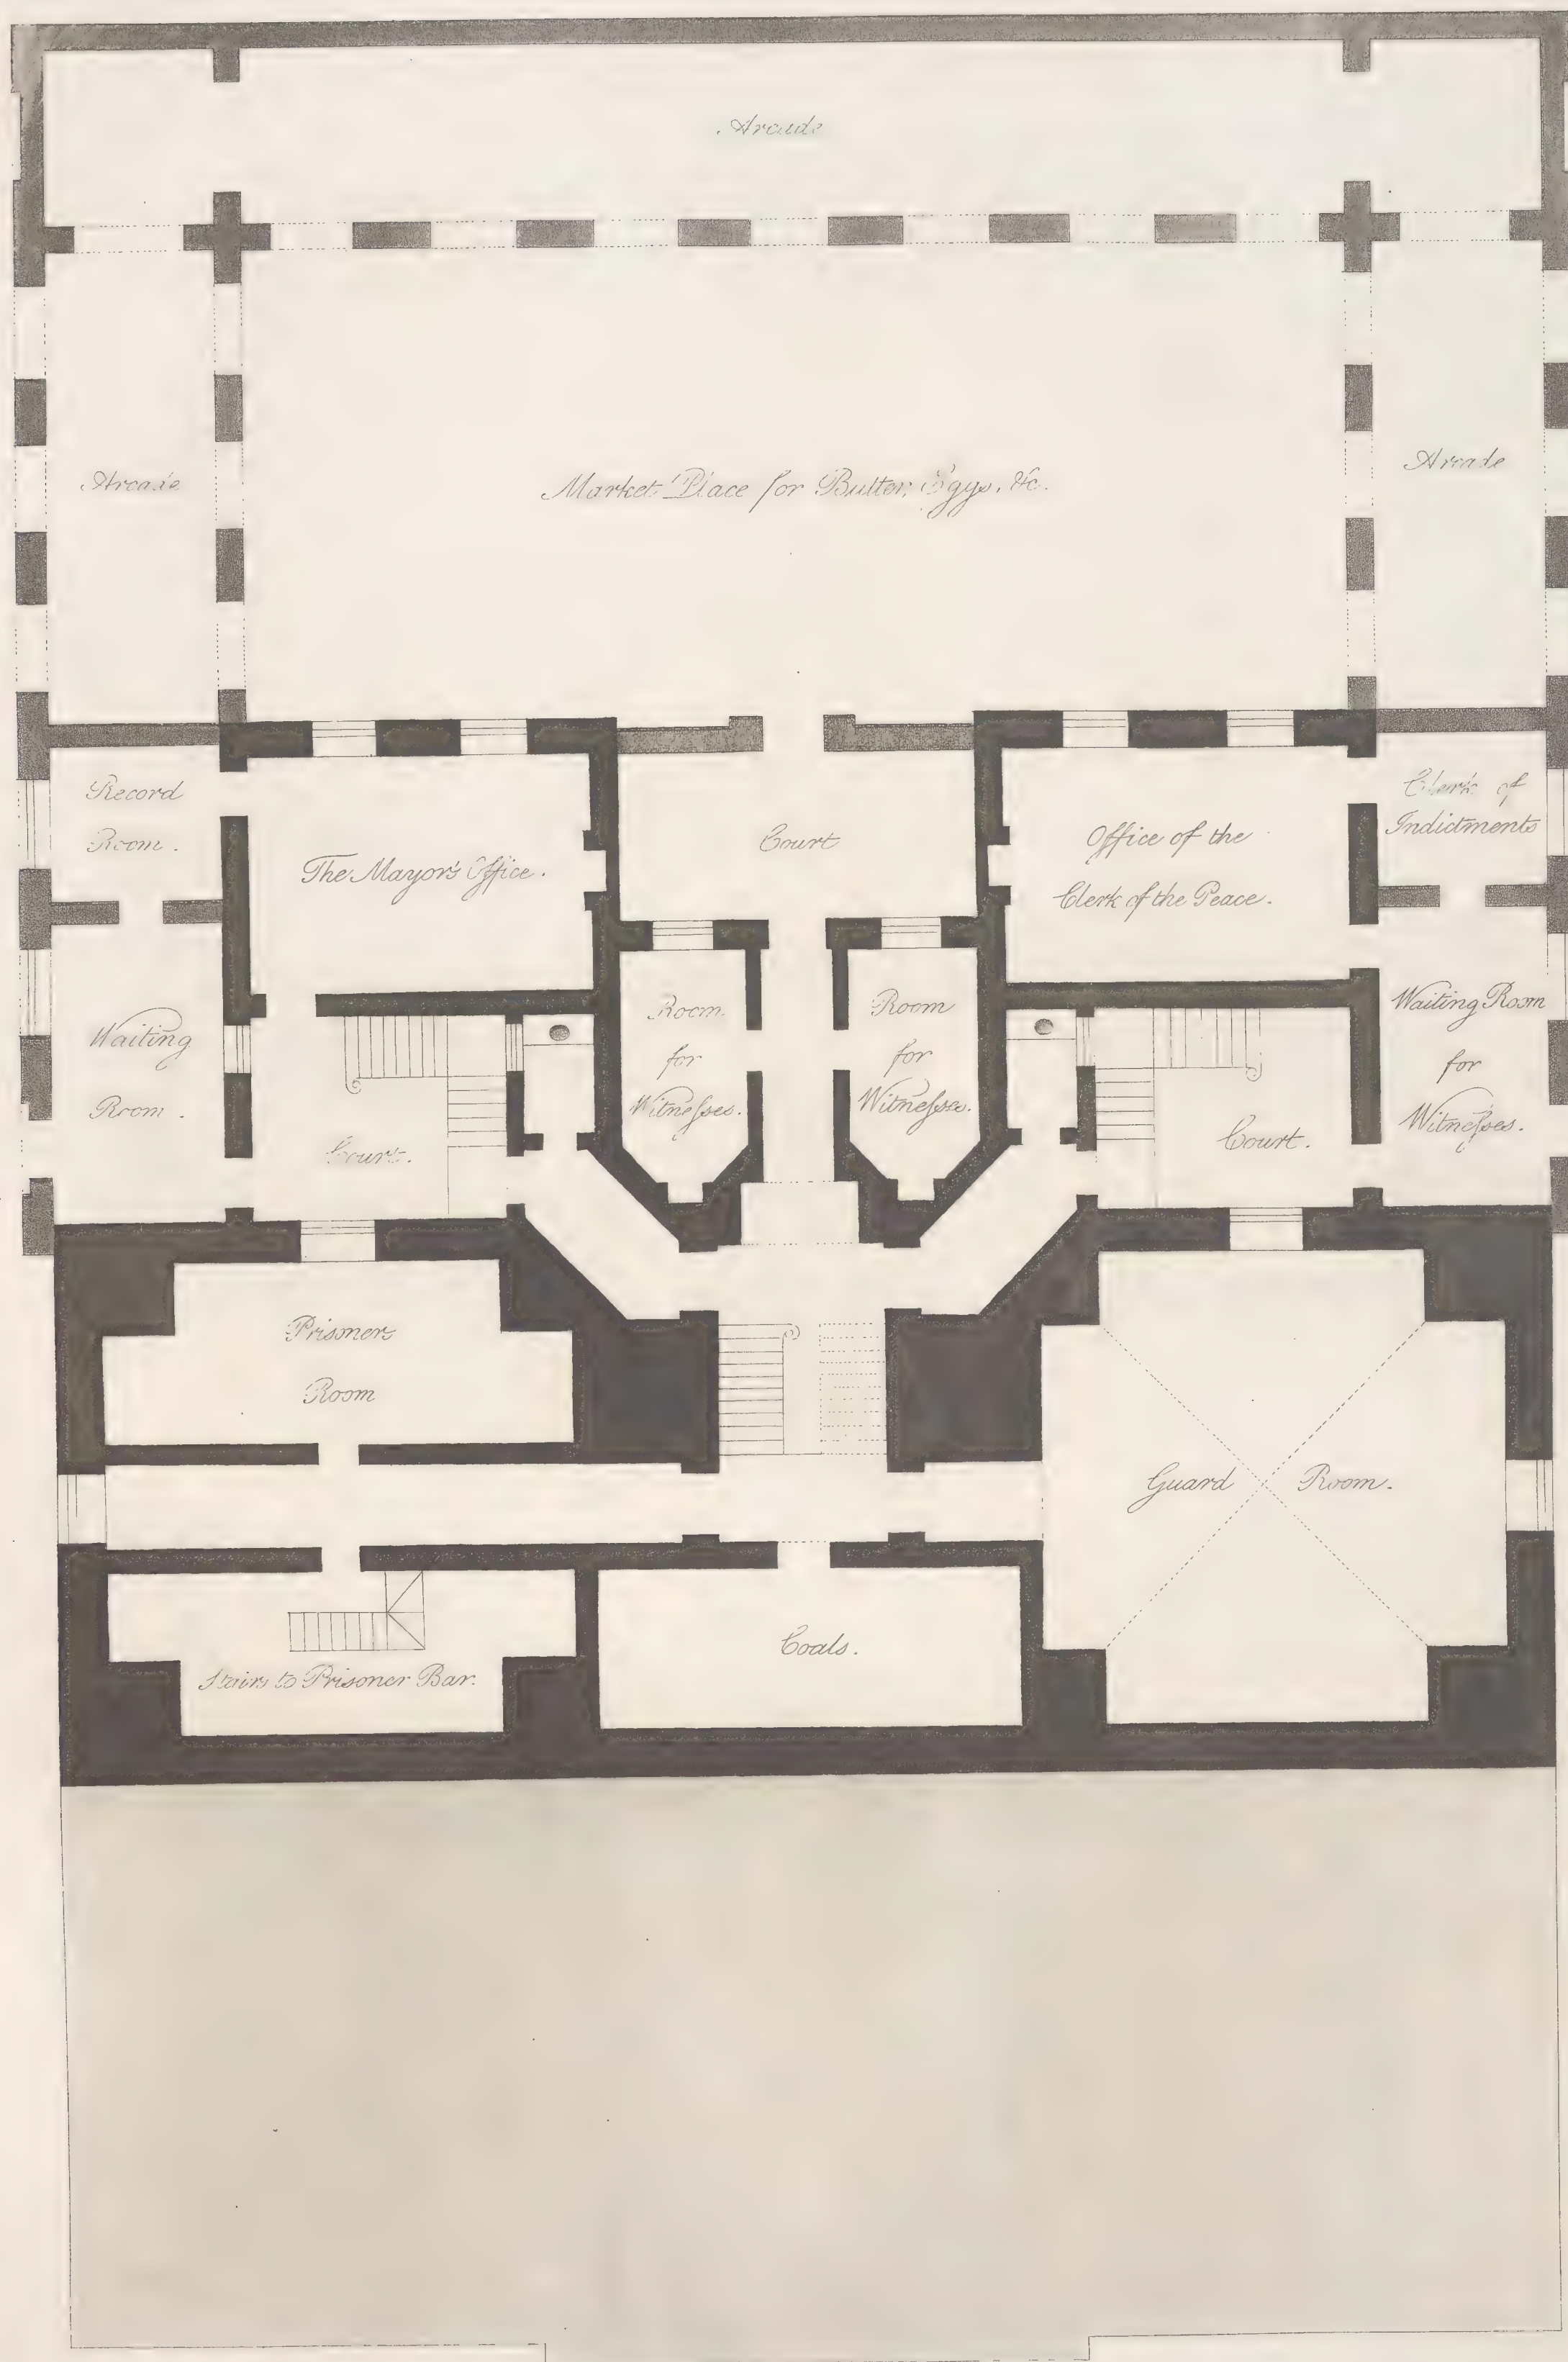 Arcade
Arcade
Arcade
Market Place for Butter, Eggs, &c.
Record
Room.
The Mayor's Office.
Court
Office of the
Clerk of the Peace.
Clerk of
Indictments
Waiting
Room.
Court.
Room
for
Witneſses.
Room
for
Witneſses.
Court.
Waiting Room
for
Witneſses.
Prisoners
Room
Guard Room.
Stairs to Prisoner Bar.
Coals.